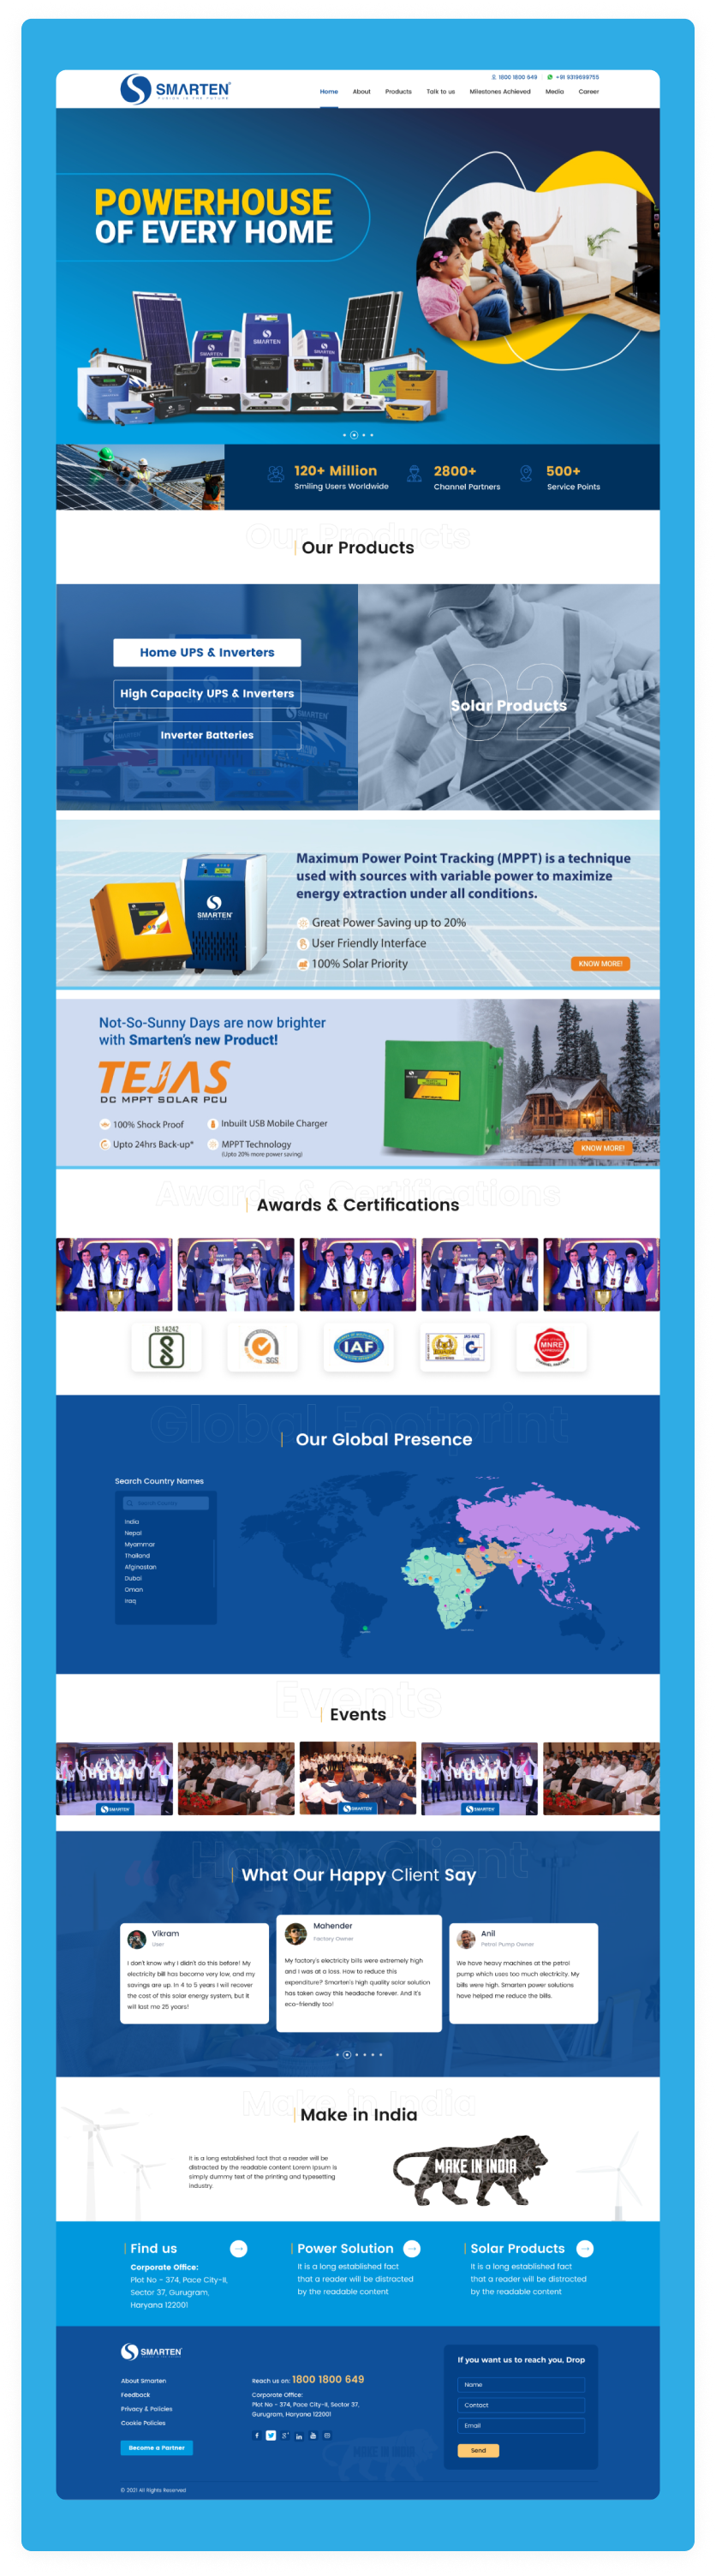 1800 1800 649
+91 9319699755
SMARTEN
Home
About
Products
Talk to us
Milestones Achieved
Media
Career
POWERHOUSE
OF EVERY HOME
SMARTEN
120+ Million
Smiling Users Worldwide
2800+
Channel Partners
500+
Service Points
Our Products
Our Products
Home UPS & Inverters
High Capacity UPS & Inverters
Inverter Batteries
02
Solar Products
Maximum Power Point Tracking (MPPT) is a technique
used with sources with variable power to maximize
energy extraction under all conditions.
SMARTEN
Great Power Saving up to 20%
User Friendly Interface
100% Solar Priority
KNOW MORE!
Not-So-Sunny Days are now brighter
with Smarten's new Product!
TEJAS
DC MPPT SOLAR PCU
100% Shock Proof
Inbuilt USB Mobile Charger
Upto 24hrs Back-up*
MPPT Technology
(Upto 20% more power saving)
KNOW MORE!
Awards & Certifications
Awards & Certifications
IS 14242
SGS
IAF
JAS-ANZ
MNRE
CHANNEL PARTNER
Global Footprint
Our Global Presence
Search Country Names
India
Nepal
Myammar
Thailand
Afginastan
Dubai
Oman
Iraq
Events
Events
SMARTEN
SMARTEN
SMARTEN
Happy Client
What Our Happy Client Say
Vikram
User
I don't know why I didn't do this before! My
electricity bill has become very low, and my
savings are up. In 4 to 5 years I will recover
the cost of this solar energy system, but it
will last me 25 years!
Mahender
Factory Owner
My factory's electricity bills were extremely high
and I was at a loss. How to reduce this
expenditure? Smarten's high quality solar solution
has taken away this headache forever. And it's
eco-friendly too!
Anil
Petrol Pump Owner
We have heavy machines at the petrol
pump which uses too much electricity. My
bills were high. Smarten power solutions
have helped me reduce the bills.
Make in India
Make in India
It is a long established fact that a reader will be
distracted by the readable content Lorem Ipsum is
simply dummy text of the printing and typesetting
industry.
MAKE IN INDIA
Find us
Corporate Office:
Plot No - 374, Pace City-II,
Sector 37, Gurugram,
Haryana 122001
Power Solution
It is a long established fact
that a reader will be distracted
by the readable content
Solar Products
It is a long established fact
that a reader will be distracted
by the readable content
SMARTEN
About Smarten
Feedback
Privacy & Policies
Cookie Policies
Become a Partner
Reach us on: 1800 1800 649
Corporate Office:
Plot No - 374, Pace City-II, Sector 37,
Gurugram, Haryana 122001
MAKE IN INDIA
If you want us to reach you, Drop
Name
Contact
Email
Send
© 2021 All Rights Reserved